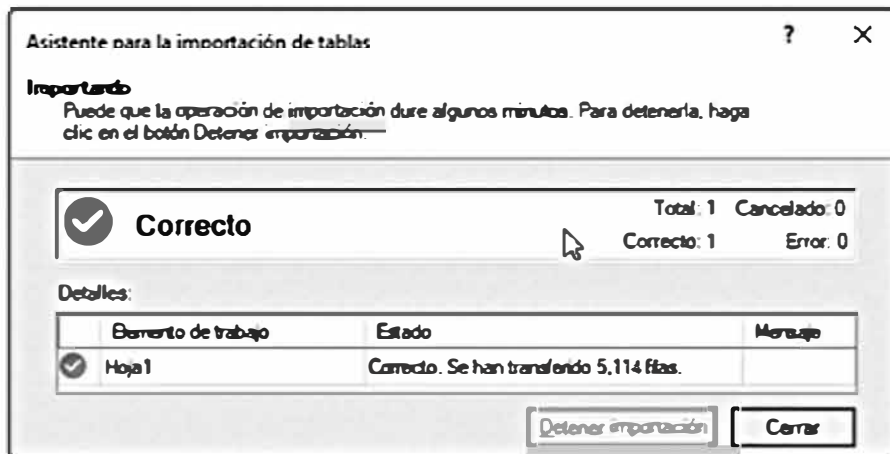 Asistente para la importación de tablas ? ×
Importando
Puede que la operación de importación dure algunos minutos. Para detenerla, haga
clic en el botón Detener importación.
Correcto
Total: 1 Cancelado: 0
Correcto: 1 Error: 0
Detalles:
Elemento de trabajo Estado Mensaje
Hoja1 Correcto. Se han transferido 5,114 filas.
Detener importación Cerrar